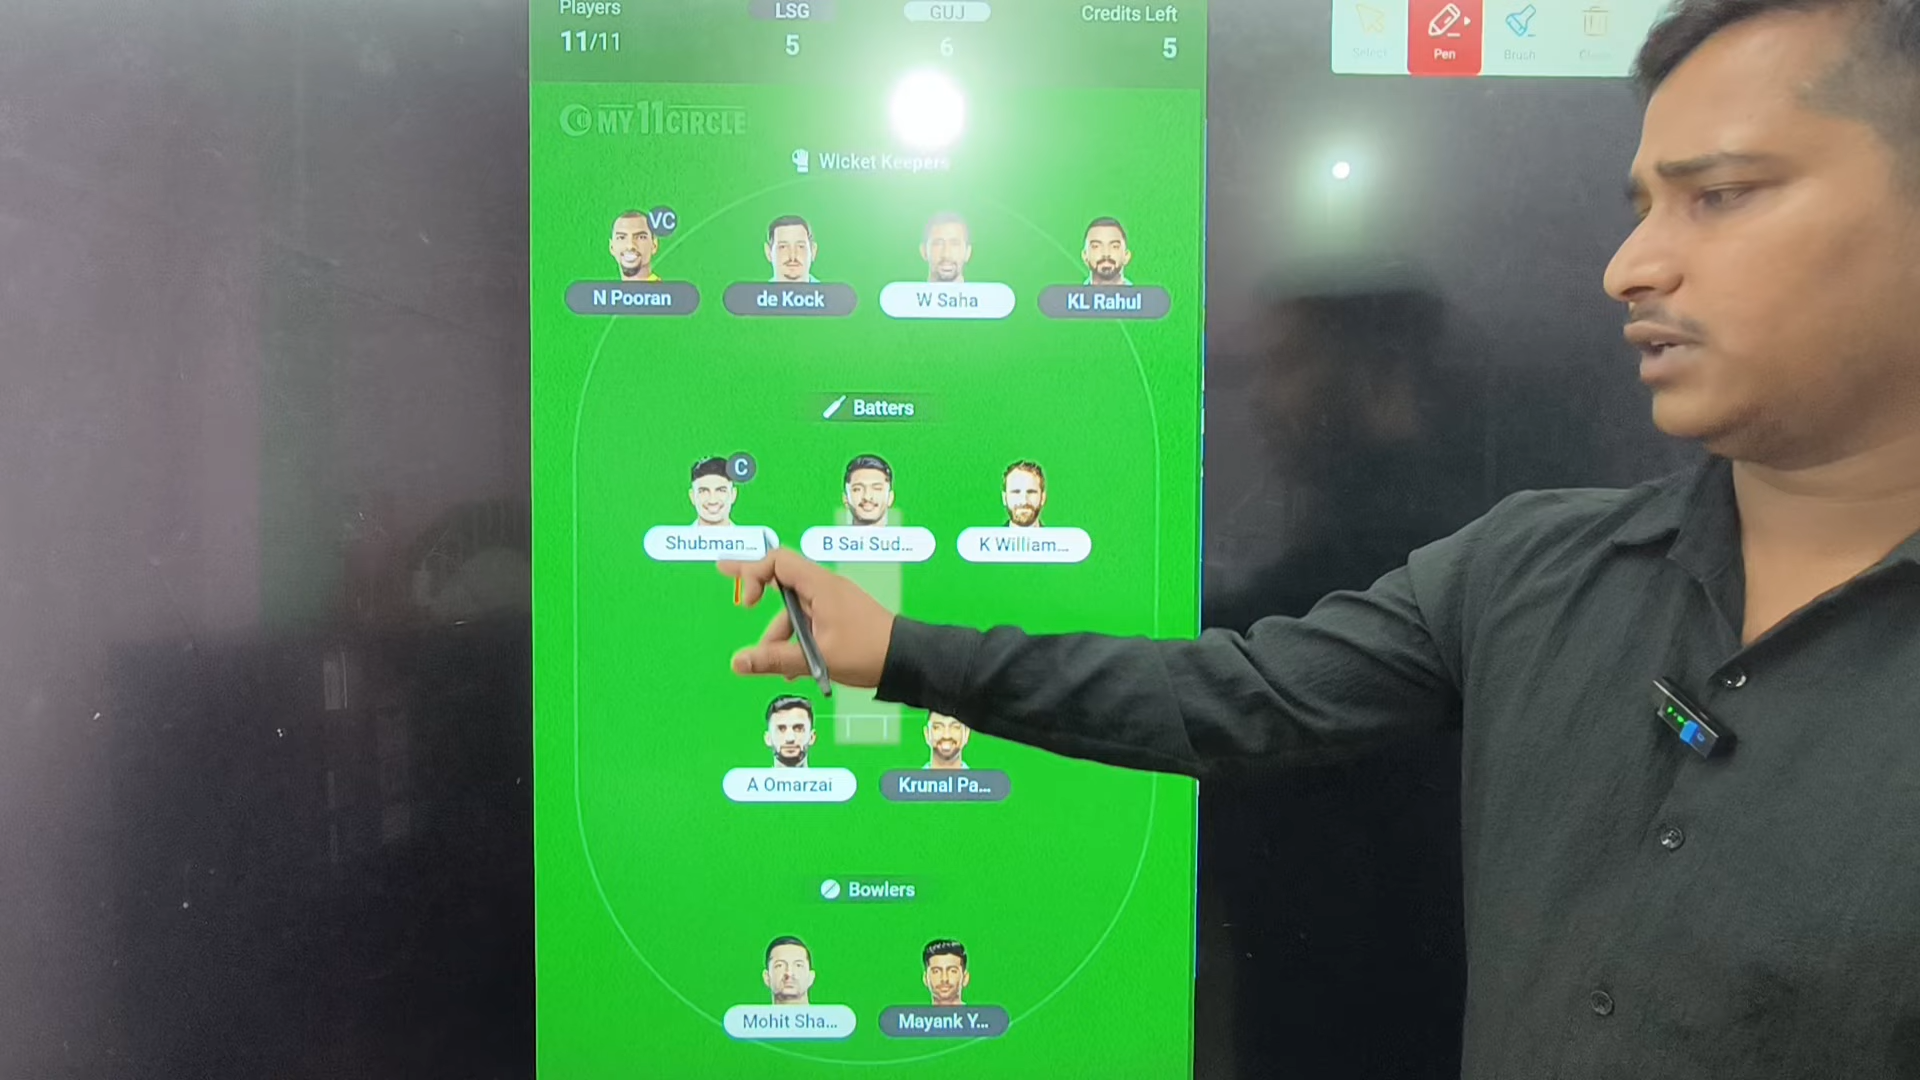 Players
LSG
GUJ
Credits Left
11/11
5
6
5
Select
Pen
Brush
MY11CIRCLE
Wicket Keepers
VC
N Pooran
de Kock
W Saha
KL Rahul
Batters
C
Shubman...
B Sai Sud...
K William...
A Omarzai
Krunal Pa...
Bowlers
Mohit Sha...
Mayank Y...